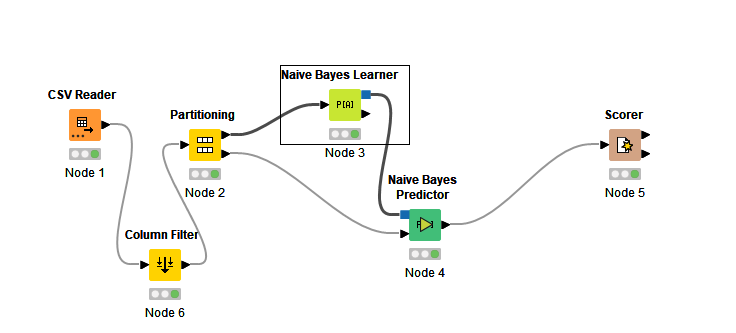 CSV Reader
Node 1
Column Filter
Node 6
Partitioning
Node 2
Naive Bayes Learner
P[A]
Node 3
Naive Bayes
Predictor
Node 4
Scorer
Node 5